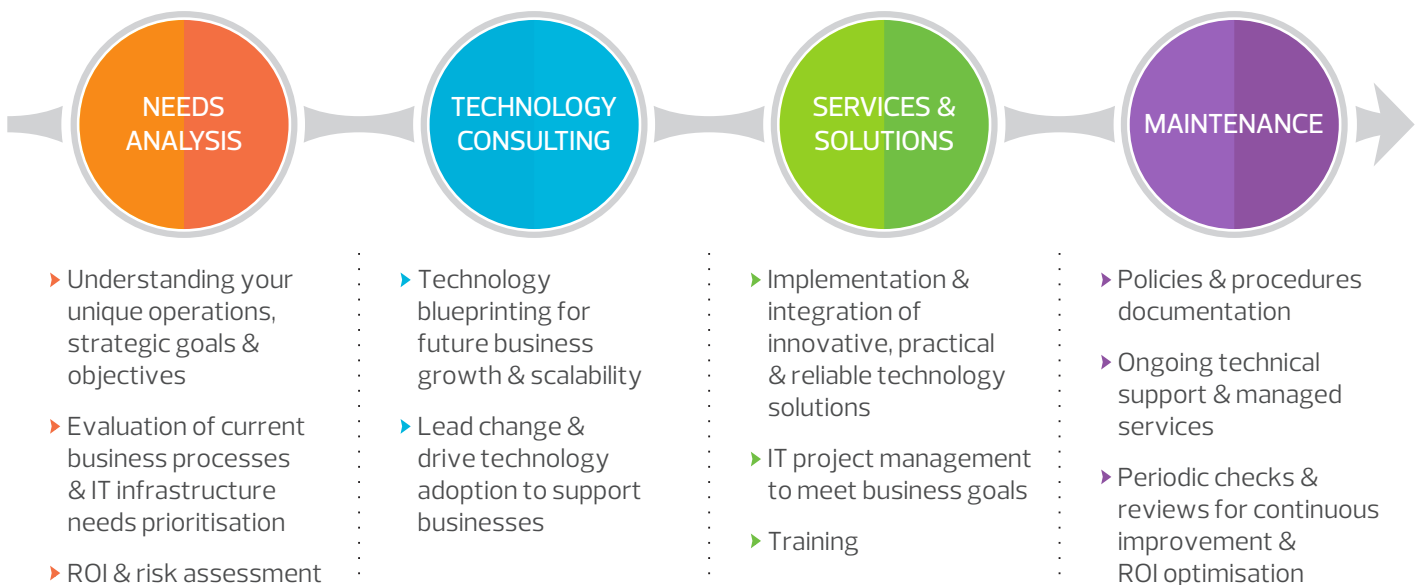 NEEDS
ANALYSIS
TECHNOLOGY
CONSULTING
SERVICES &
SOLUTIONS
MAINTENANCE
Understanding your
unique operations,
strategic goals &
objectives
Evaluation of current
business processes
& IT infrastructure
needs prioritisation
ROI & risk assessment
Technology
blueprinting for
future business
growth & scalability
Lead change &
drive technology
adoption to support
businesses
Implementation &
integration of
innovative, practical
& reliable technology
solutions
IT project management
to meet business goals
Training
Policies & procedures
documentation
Ongoing technical
support & managed
services
Periodic checks &
reviews for continuous
improvement &
ROI optimisation